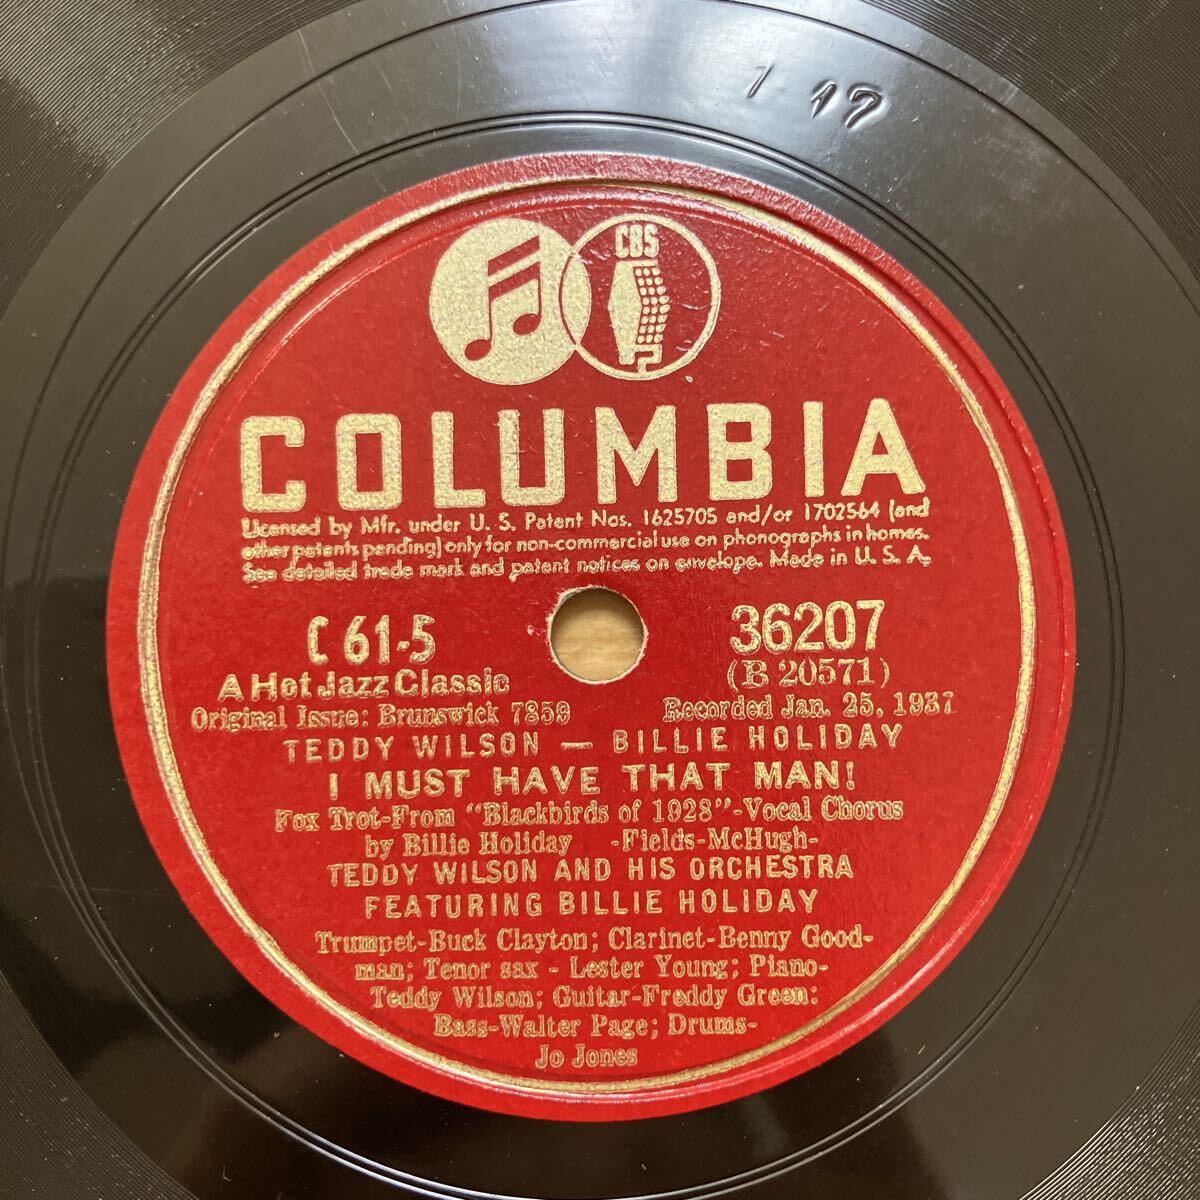 1 17
CBS
COLUMBIA
Licensed by Mfr. under U. S. Patent Nos. 1625705 and/or 1702564 (and
other patents pending) only for non-commercial use on phonographs in homes.
See detailed trade mark and patent notices on envelope. Made in U. S. A.
C 61-5
36207
(B 20571)
A Hot Jazz Classic
Original Issue: Brunswick 7859
Recorded Jan. 25, 1937
TEDDY WILSON — BILLIE HOLIDAY
I MUST HAVE THAT MAN!
Fox Trot-From "Blackbirds of 1928"-Vocal Chorus
by Billie Holiday -Fields-McHugh-
TEDDY WILSON AND HIS ORCHESTRA
FEATURING BILLIE HOLIDAY
Trumpet-Buck Clayton; Clarinet-Benny Good-
man; Tenor sax - Lester Young; Piano-
Teddy Wilson; Guitar-Freddy Green:
Bass-Walter Page; Drums-
Jo Jones